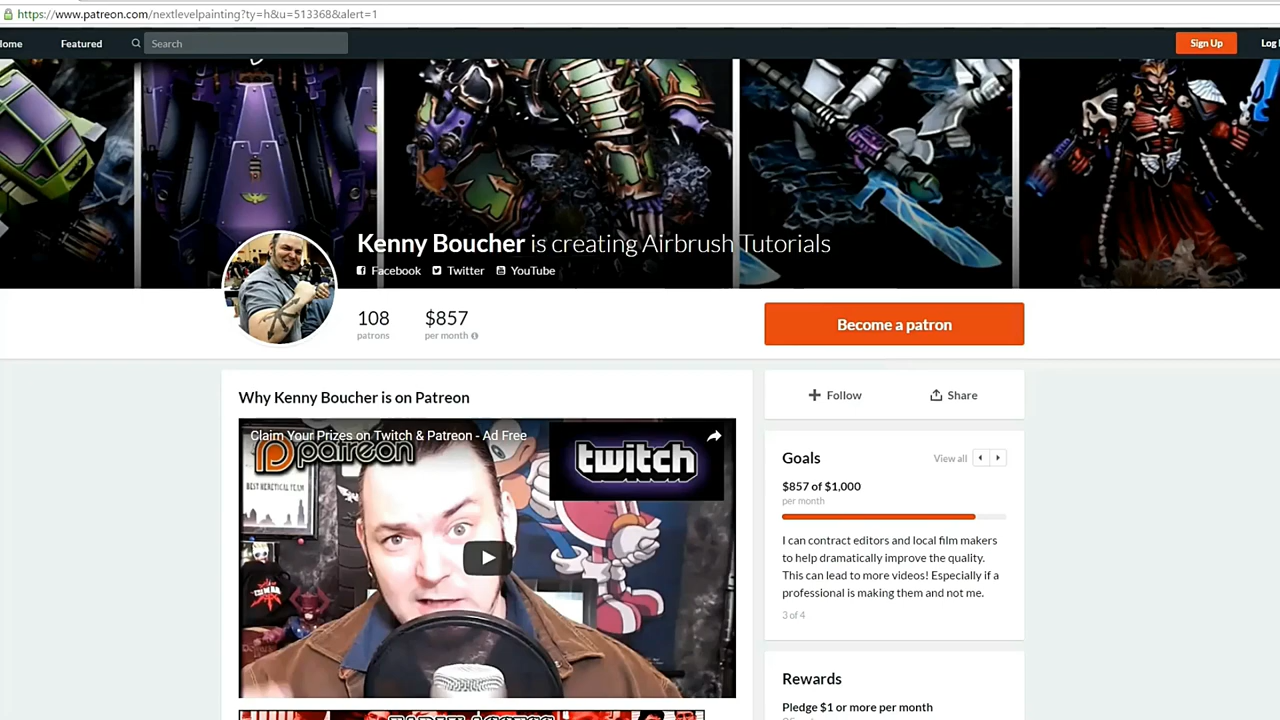 https://www.patreon.com/nextlevelpainting?ty=h&u=513368&alert=1
Home
Featured
Search
Sign Up
Log
Kenny Boucher is creating Airbrush Tutorials
Facebook
Twitter
YouTube
108
patrons
$857
per month
Become a patron
Why Kenny Boucher is on Patreon
Claim Your Prizes on Twitch & Patreon - Ad Free
patreon
twitch
BEST HERETICAL TEAM
Follow
Share
Goals
View all
$857 of $1,000
per month
I can contract editors and local film makers
to help dramatically improve the quality.
This can lead to more videos! Especially if a
professional is making them and not me.
3 of 4
Rewards
Pledge $1 or more per month
EARLY ACCESS